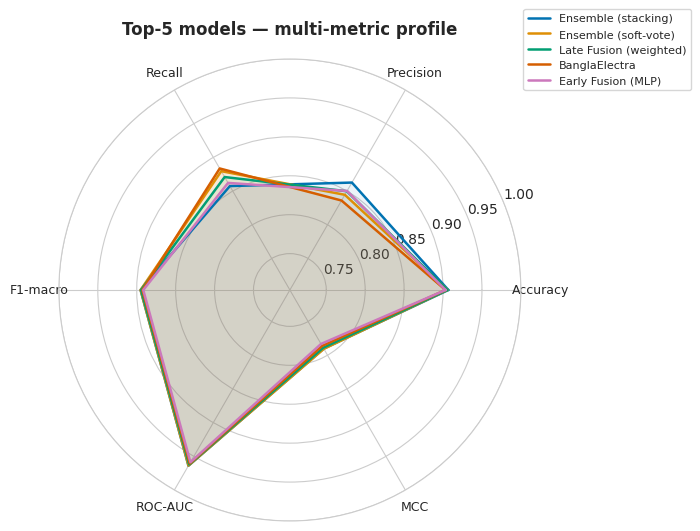 Top-5 models — multi-metric profile
Ensemble (stacking)
Ensemble (soft-vote)
Late Fusion (weighted)
BanglaElectra
Early Fusion (MLP)
Recall
Precision
1.00
0.95
0.90
0.85
0.80
0.75
F1-macro
Accuracy
ROC-AUC
MCC